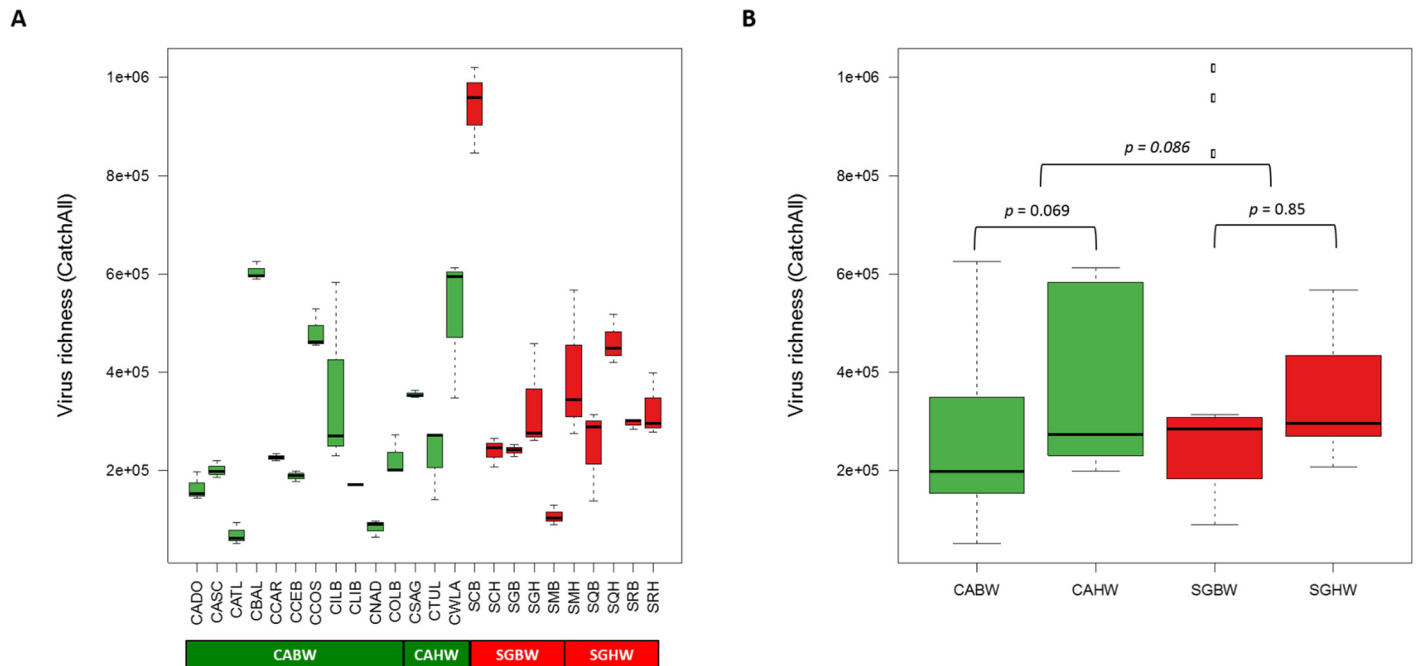 A
Virus richness (CatchAll)
1e+06
8e+05
6e+05
4e+05
2e+05
CADO
CASC
CATL
CBAL
CCAR
CCEB
CCOS
CILB
CLIB
CNAD
COLB
CSAG
CTUL
CWLA
SCB
SCH
SGB
SGH
SMB
SMH
SQB
SQH
SRB
SRH
CABW
CAHW
SGBW
SGHW
B
Virus richness (CatchAll)
1e+06
8e+05
6e+05
4e+05
2e+05
p = 0.086
p = 0.069
p = 0.85
CABW
CAHW
SGBW
SGHW